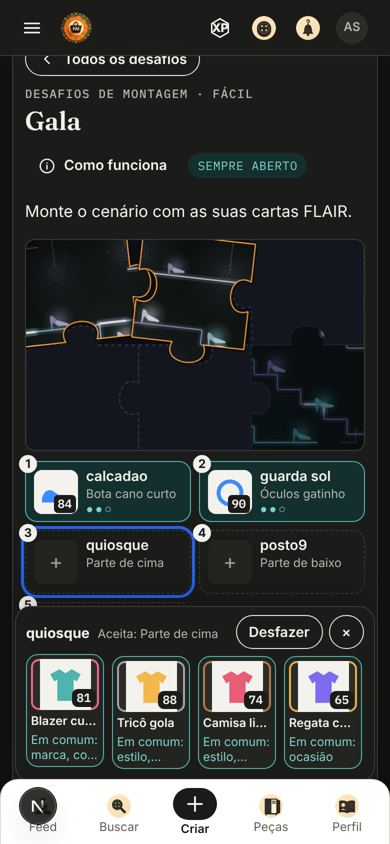 XP
AS
Todos os desafios
DESAFIOS DE MONTAGEM · FÁCIL
Gala
Como funciona
SEMPRE ABERTO
Monte o cenário com as suas cartas FLAIR.
1
calcadao
Bota cano curto
84
2
guarda sol
Óculos gatinho
90
3
quiosque
Parte de cima
4
posto9
Parte de baixo
5
quiosque
Aceita: Parte de cima
Desfazer
×
81
Blazer cu...
Em comum:
marca, co...
88
Tricô gola
Em comum:
estilo,...
74
Camisa li...
Em comum:
estilo,...
65
Regata c...
Em comum:
ocasião
N
Feed
Buscar
Criar
Peças
Perfil